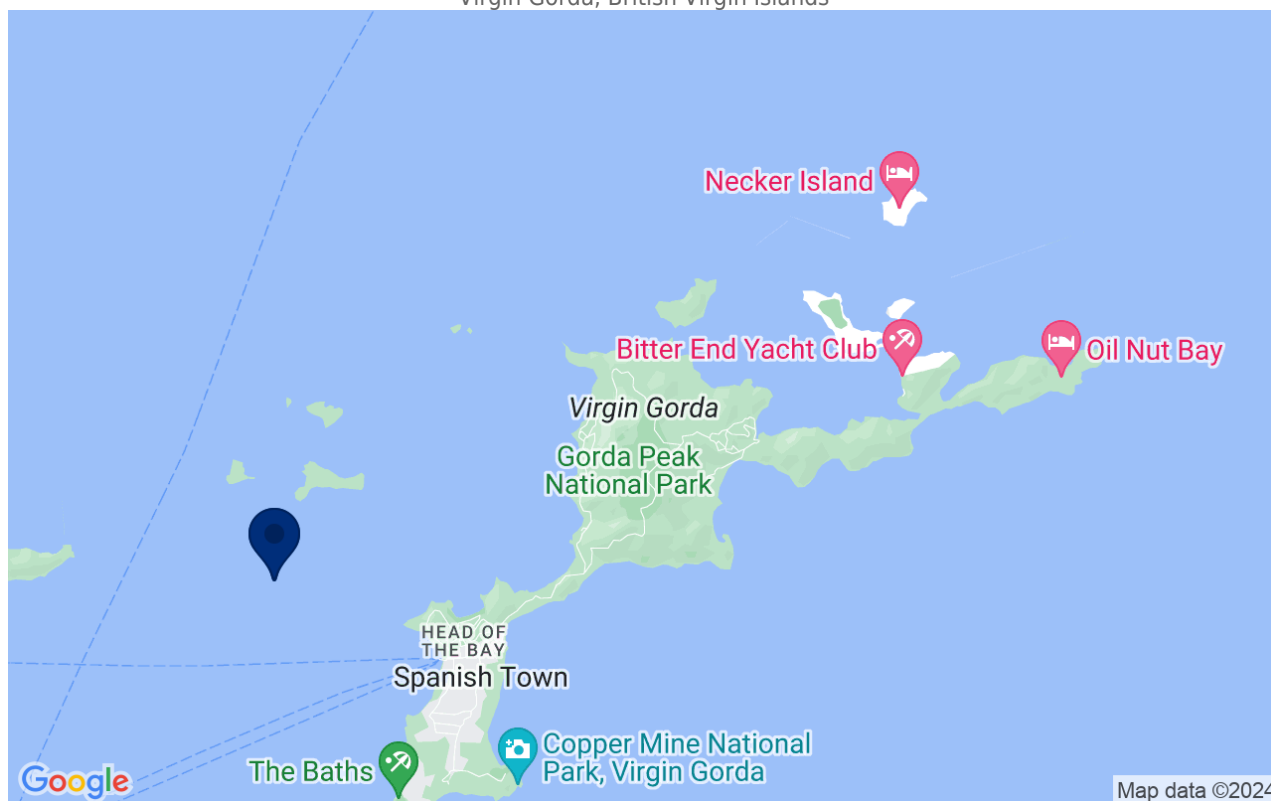 Virgin Gorda, British Virgin Islands
Necker Island
Bitter End Yacht Club
Oil Nut Bay
Virgin Gorda
Gorda Peak
National Park
HEAD OF
THE BAY
Spanish Town
The Baths
Copper Mine National
Park, Virgin Gorda
Google
Map data ©2024